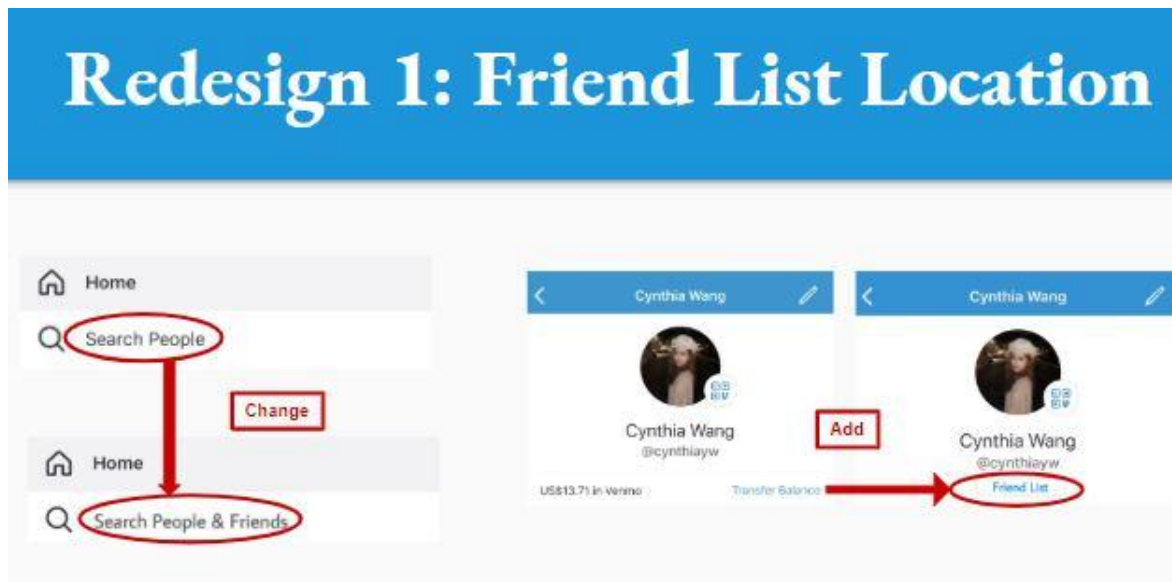 Redesign 1: Friend List Location
Home
Search People
Change
Home
Search People & Friends
Cynthia Wang
Cynthia Wang
@cynthiayw
US$13.71 in Venmo
Transfer Balance
Add
Cynthia Wang
Cynthia Wang
@cynthiayw
Friend List